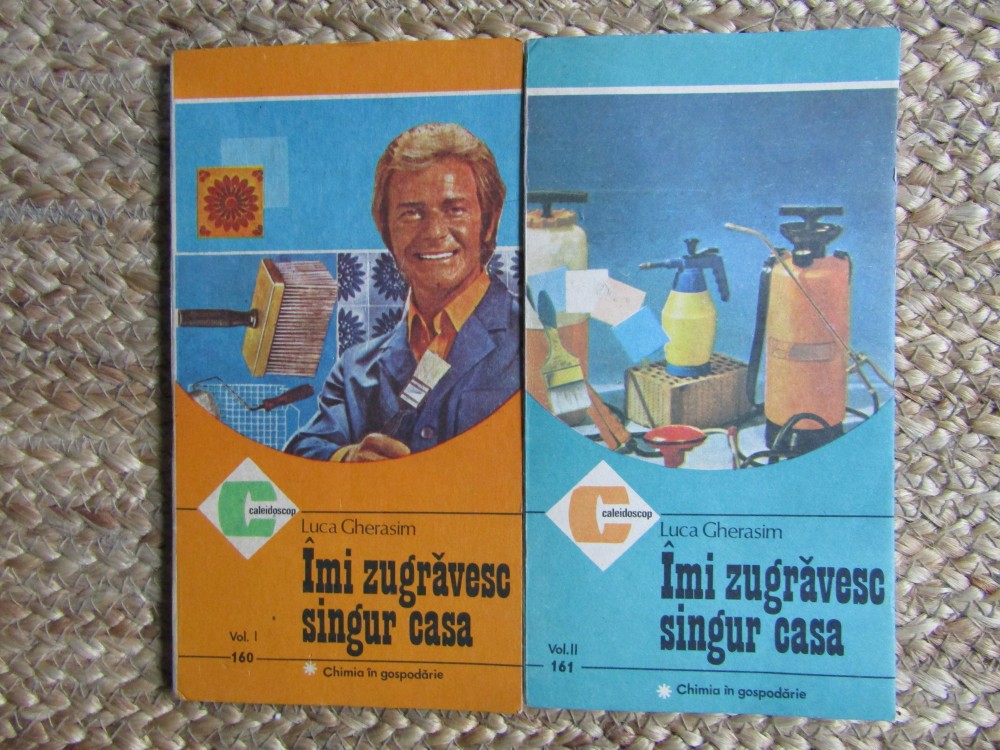 caleidoscop
Luca Gherasim
Îmi zugrăvesc
singur casa
Vol. I
160
Chimia în gospodărie
caleidoscop
Luca Gherasim
Îmi zugrăvesc
singur casa
Vol. II
161
Chimia în gospodărie